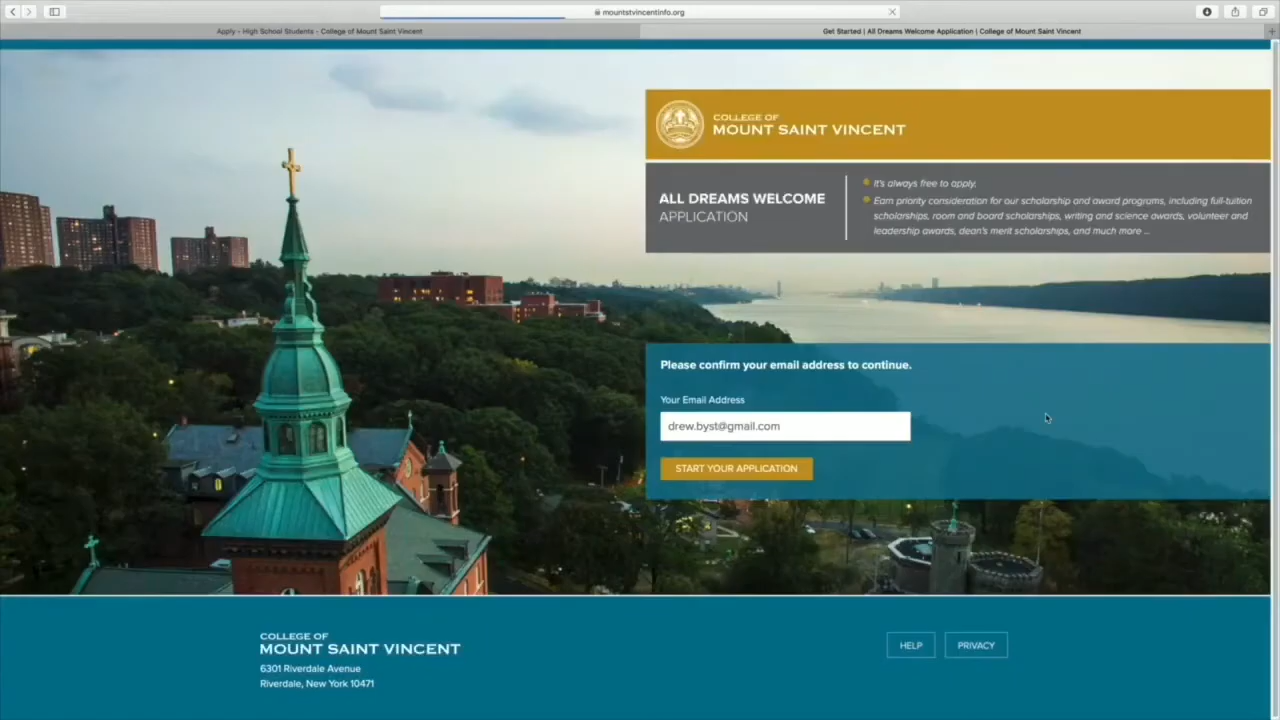 mountstvincentinfo.org
Apply - High School Students - College of Mount Saint Vincent
Get Started | All Dreams Welcome Application | College of Mount Saint Vincent
COLLEGE OF
MOUNT SAINT VINCENT
ALL DREAMS WELCOME
APPLICATION
It's always free to apply.
Earn priority consideration for our scholarship and award programs, including full-tuition
scholarships, room and board scholarships, writing and science awards, volunteer and
leadership awards, dean's merit scholarships, and much more ...
Please confirm your email address to continue.
Your Email Address
drew.byst@gmail.com
START YOUR APPLICATION
COLLEGE OF
MOUNT SAINT VINCENT
6301 Riverdale Avenue
Riverdale, New York 10471
HELP
PRIVACY